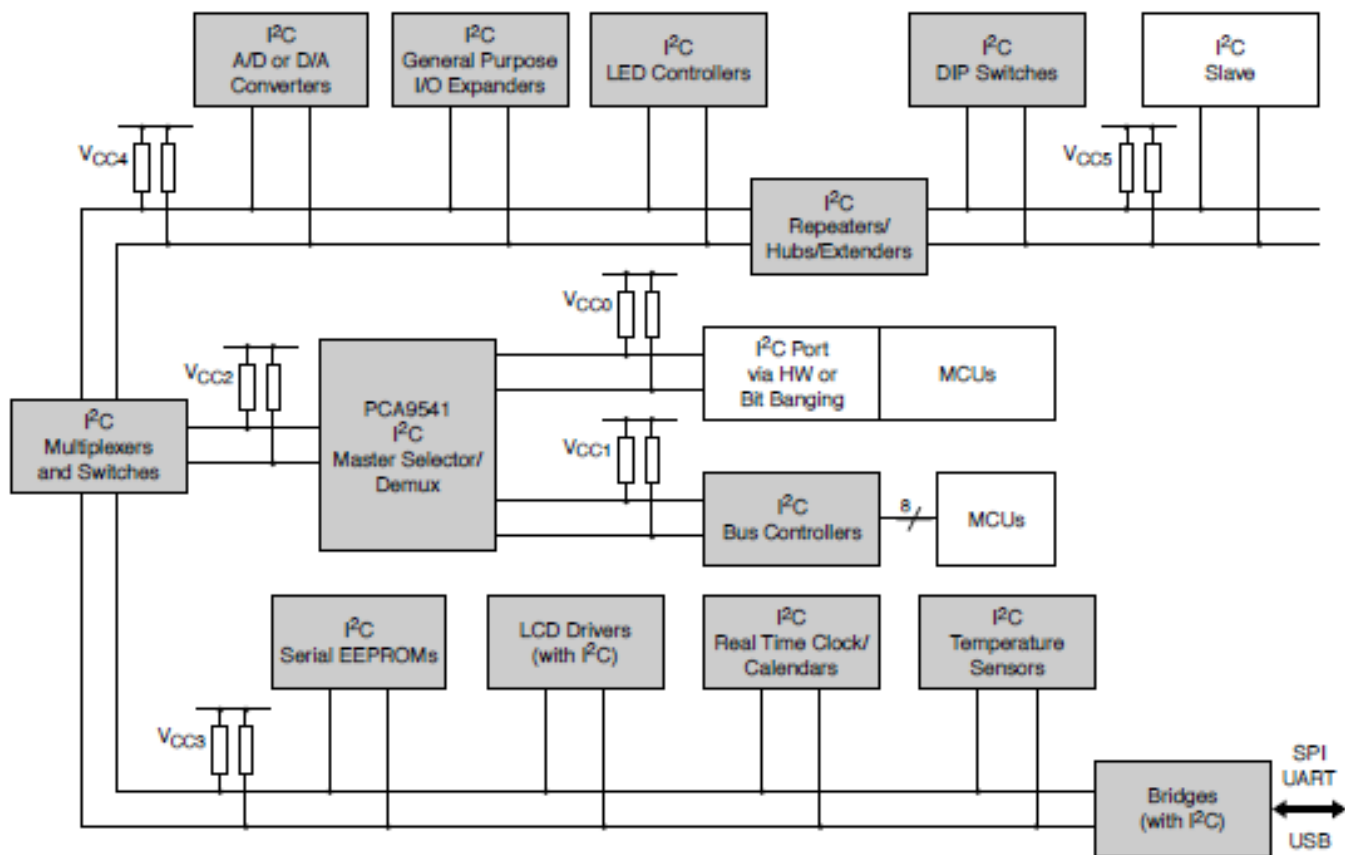 I²C
A/D or D/A
Converters
I²C
General Purpose
I/O Expanders
I²C
LED Controllers
I²C
DIP Switches
I²C
Slave
VCC4
VCC5
I²C
Repeaters/
Hubs/Extenders
VCC0
VCC2
I²C Port
via HW or
Bit Banging
MCUs
PCA9541
I²C
Master Selector/
Demux
I²C
Multiplexers
and Switches
VCC1
I²C
Bus Controllers
8
MCUs
I²C
Serial EEPROMs
LCD Drivers
(with I²C)
I²C
Real Time Clock/
Calendars
I²C
Temperature
Sensors
VCC3
Bridges
(with I²C)
SPI
UART
USB